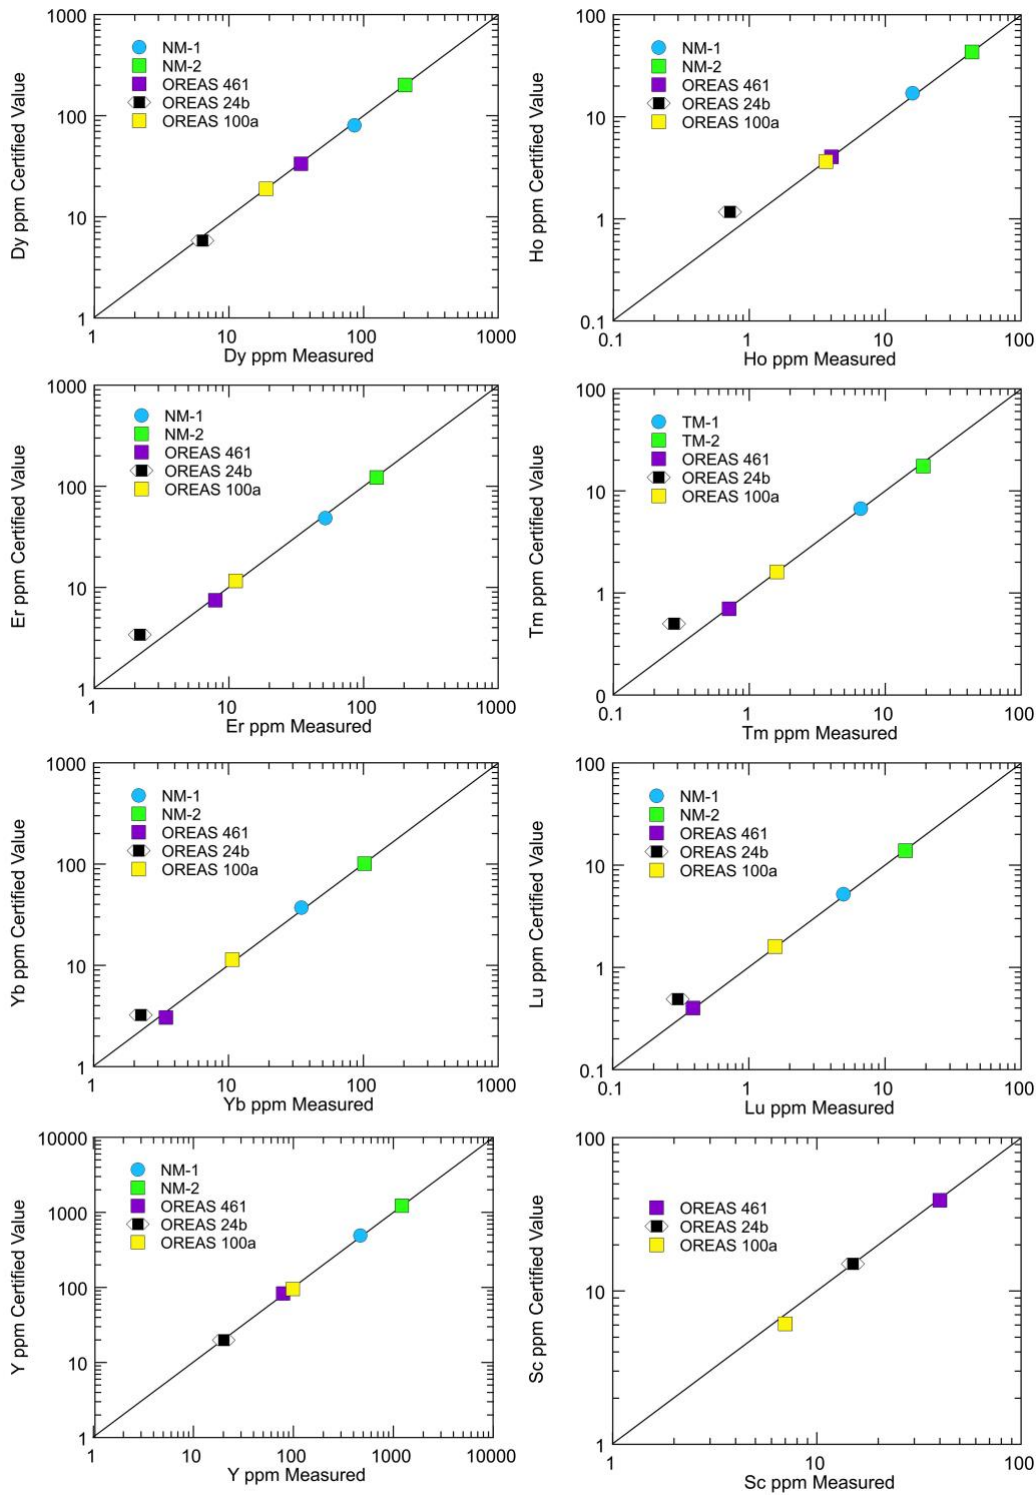 1000
100
10
1
Dy ppm Certified Value
NM-1
NM-2
OREAS 461
OREAS 24b
OREAS 100a
1 10 100 1000
Dy ppm Measured
100
10
1
0.1
Ho ppm Certified Value
NM-1
NM-2
OREAS 461
OREAS 24b
OREAS 100a
0.1 1 10 100
Ho ppm Measured
1000
100
10
1
Er ppm Certified Value
NM-1
NM-2
OREAS 461
OREAS 24b
OREAS 100a
1 10 100 1000
Er ppm Measured
100
10
1
0
Tm ppm Certified Value
TM-1
TM-2
OREAS 461
OREAS 24b
OREAS 100a
0.1 1 10 100
Tm ppm Measured
1000
100
10
1
Yb ppm Certified Value
NM-1
NM-2
OREAS 461
OREAS 24b
OREAS 100a
1 10 100 1000
Yb ppm Measured
100
10
1
0.1
Lu ppm Certified Value
NM-1
NM-2
OREAS 461
OREAS 24b
OREAS 100a
0.1 1 10 100
Lu ppm Measured
10000
1000
100
10
1
Y ppm Certified Value
NM-1
NM-2
OREAS 461
OREAS 24b
OREAS 100a
1 10 100 1000 10000
Y ppm Measured
100
10
1
Sc ppm Certified Value
OREAS 461
OREAS 24b
OREAS 100a
1 10 100
Sc ppm Measured